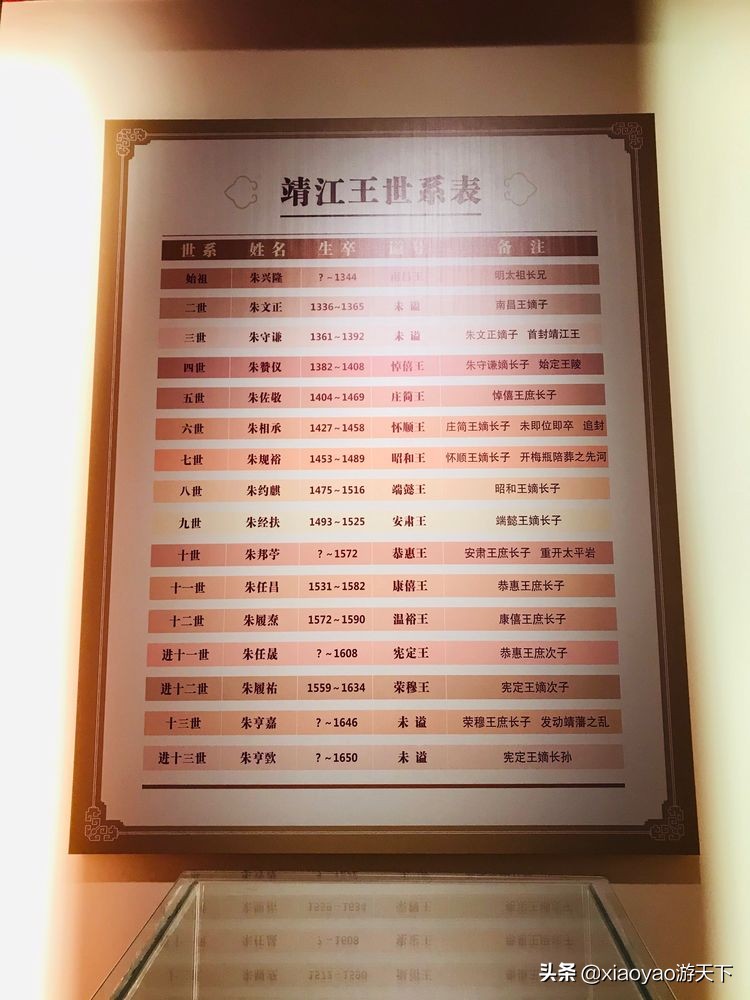 靖江王世系表
世系 姓名 生卒 谥号 备注
始祖 朱兴隆 ?~1344 南昌王 明太祖长兄
二世 朱文正 1336~1365 未谥 南昌王嫡子
三世 朱守谦 1361~1392 未谥 朱文正嫡子 首封靖江王
四世 朱赞仪 1382~1408 悼僖王 朱守谦嫡长子 始定王陵
五世 朱佐敬 1404~1469 庄简王 悼僖王庶长子
六世 朱相承 1427~1458 怀顺王 庄简王嫡长子 未即位即卒 追封
七世 朱规裕 1453~1489 昭和王 怀顺王嫡长子 开梅瓶陪葬之先河
八世 朱约麒 1475~1516 端懿王 昭和王嫡长子
九世 朱经扶 1493~1525 安肃王 端懿王嫡长子
十世 朱邦苧 ?~1572 恭惠王 安肃王庶长子 重开太平岩
十一世 朱任昌 1531~1582 康僖王 恭惠王庶长子
十二世 朱履焘 1572~1590 温裕王 康僖王庶长子
进十一世 朱任晟 ?~1608 宪定王 恭惠王庶次子
进十二世 朱履祜 1559~1634 荣穆王 宪定王嫡次子
十三世 朱亨嘉 ?~1646 未谥 荣穆王庶长子 发动靖藩之乱
进十三世 朱亨歅 ?~1650 未谥 宪定王嫡长孙
头条 @xiaoyao游天下